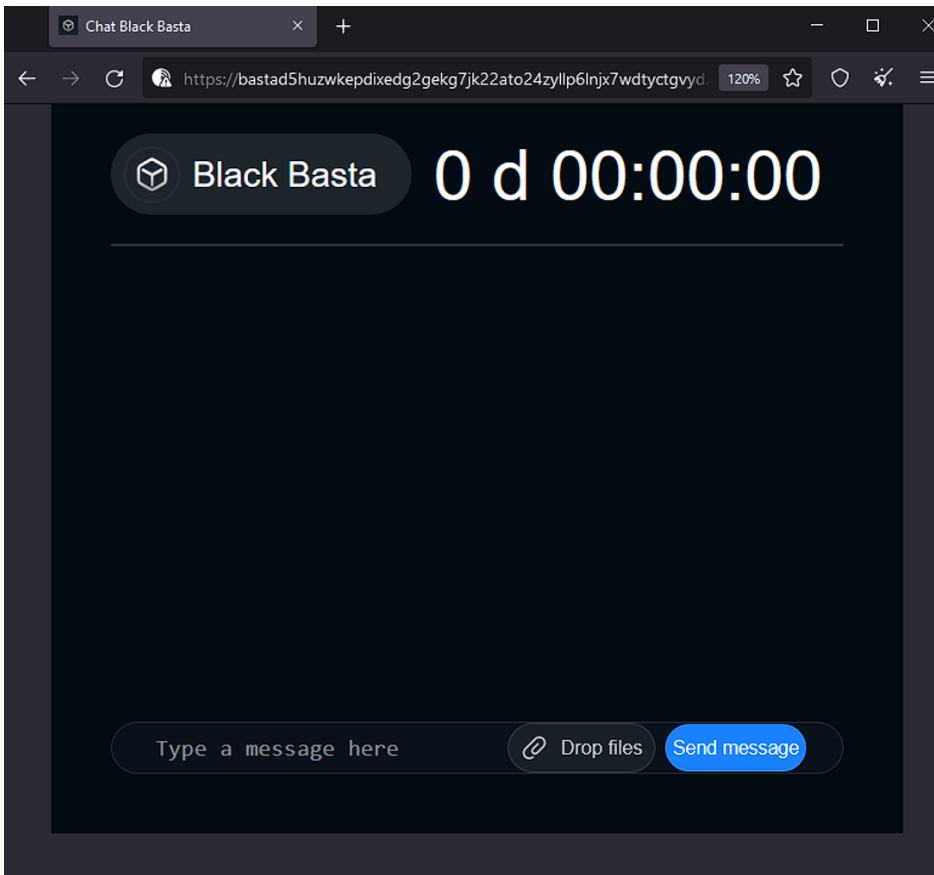 Chat Black Basta
https://bastad5huzwkepdixedg2gekg7jk22ato24zyllp6lnjx7wdtyctgvyd.
120%
Black Basta
0 d 00:00:00
Type a message here
Drop files
Send message